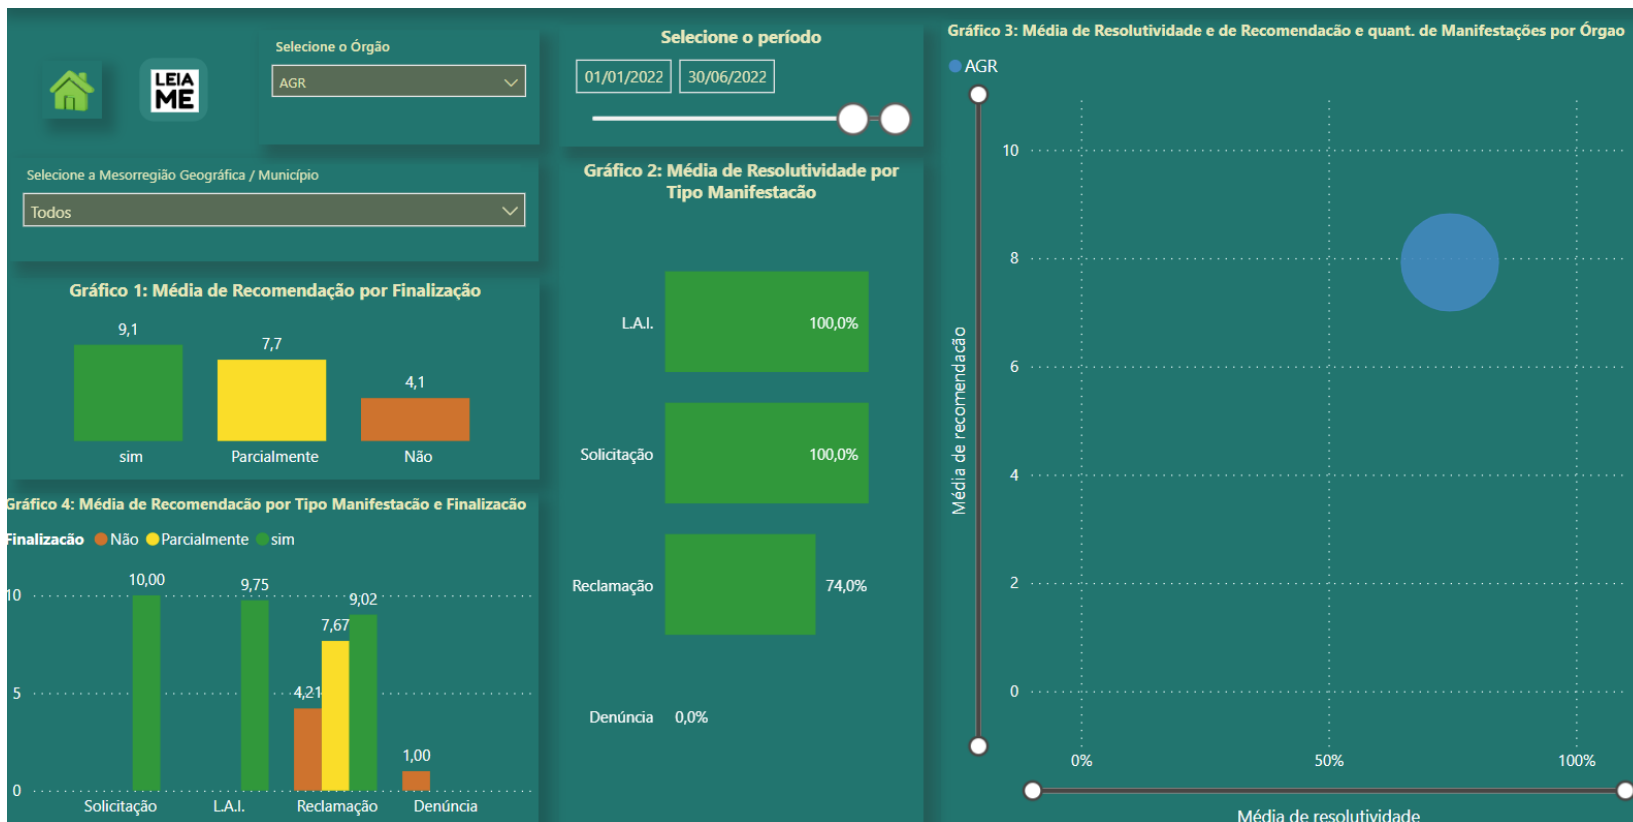 LEIA
ME
Selecione o Órgão
AGR
Selecione o período
01/01/2022
30/06/2022
Selecione a Mesorregião Geográfica / Município
Todos
Gráfico 1: Média de Recomendação por Finalização
9,1
7,7
4,1
sim
Parcialmente
Não
Gráfico 2: Média de Resolutividade por
Tipo Manifestacão
L.A.I.
100,0%
Solicitação
100,0%
Reclamação
74,0%
Denúncia
0,0%
Gráfico 4: Média de Recomendacão por Tipo Manifestacão e Finalizacão
Finalizacão
Não
Parcialmente
sim
10
5
0
10,00
9,75
4,21
7,67
9,02
1,00
Solicitação
L.A.I.
Reclamação
Denúncia
Gráfico 3: Média de Resolutividade e de Recomendacão e quant. de Manifestações por Órgao
AGR
Média de recomendacão
10
8
6
4
2
0
0%
50%
100%
Média de resolutividade